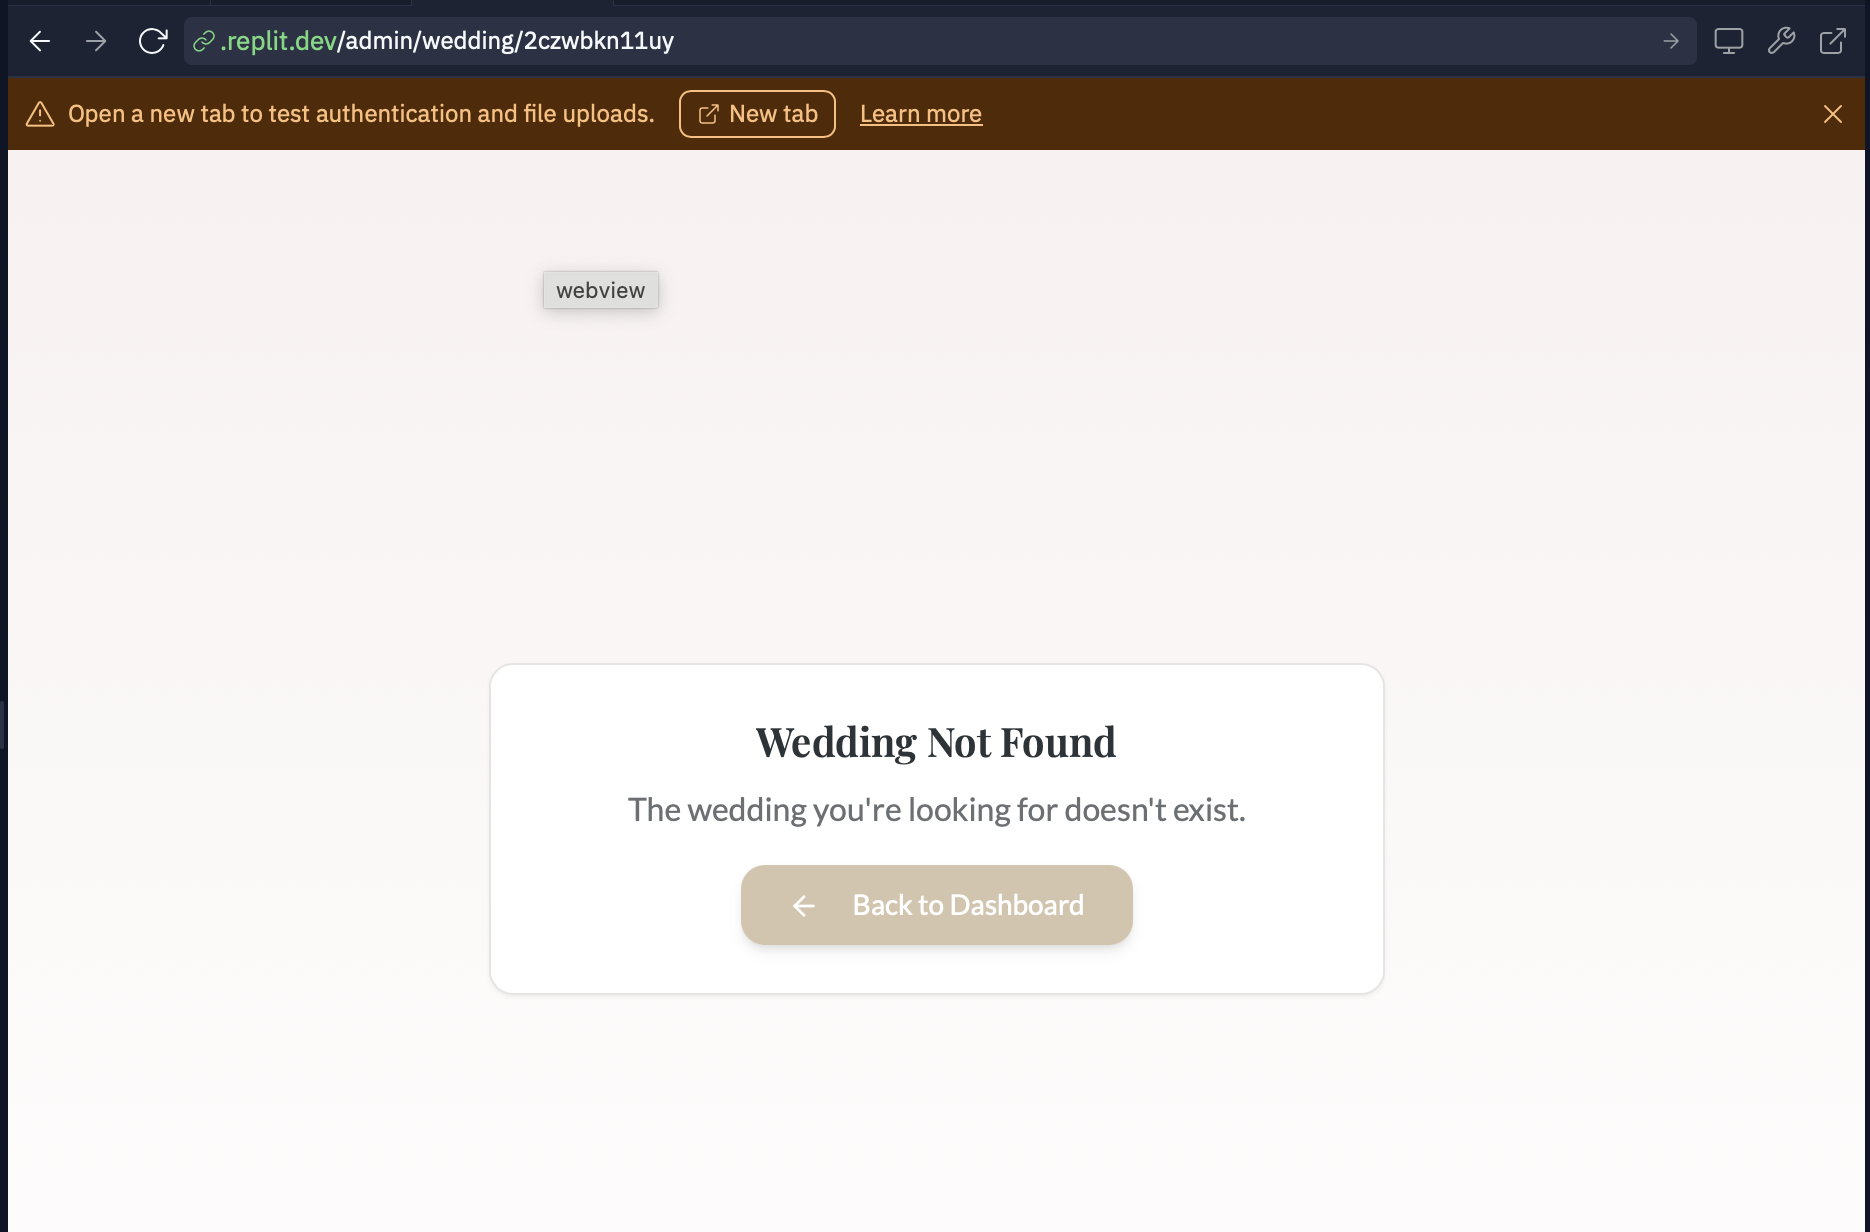 .replit.dev/admin/wedding/2czwbkn11uy
Open a new tab to test authentication and file uploads. New tab Learn more
webview
Wedding Not Found
The wedding you're looking for doesn't exist.
Back to Dashboard